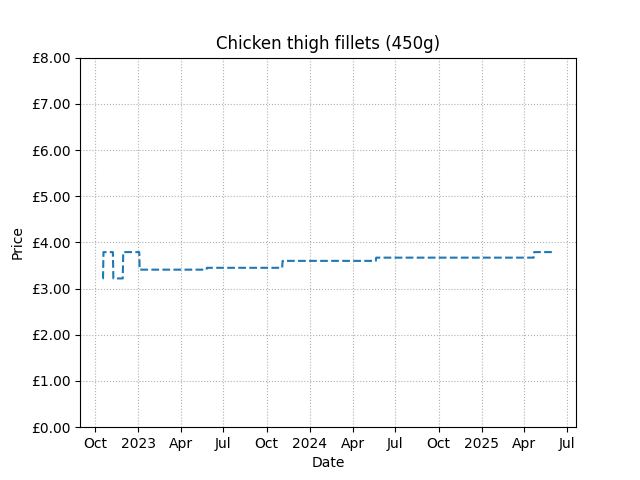 Chicken thigh fillets (450g)
£8.00
£7.00
£6.00
£5.00
£4.00
£3.00
£2.00
£1.00
£0.00
Price
Oct 2023 Apr Jul Oct 2024 Apr Jul Oct 2025 Apr Jul
Date